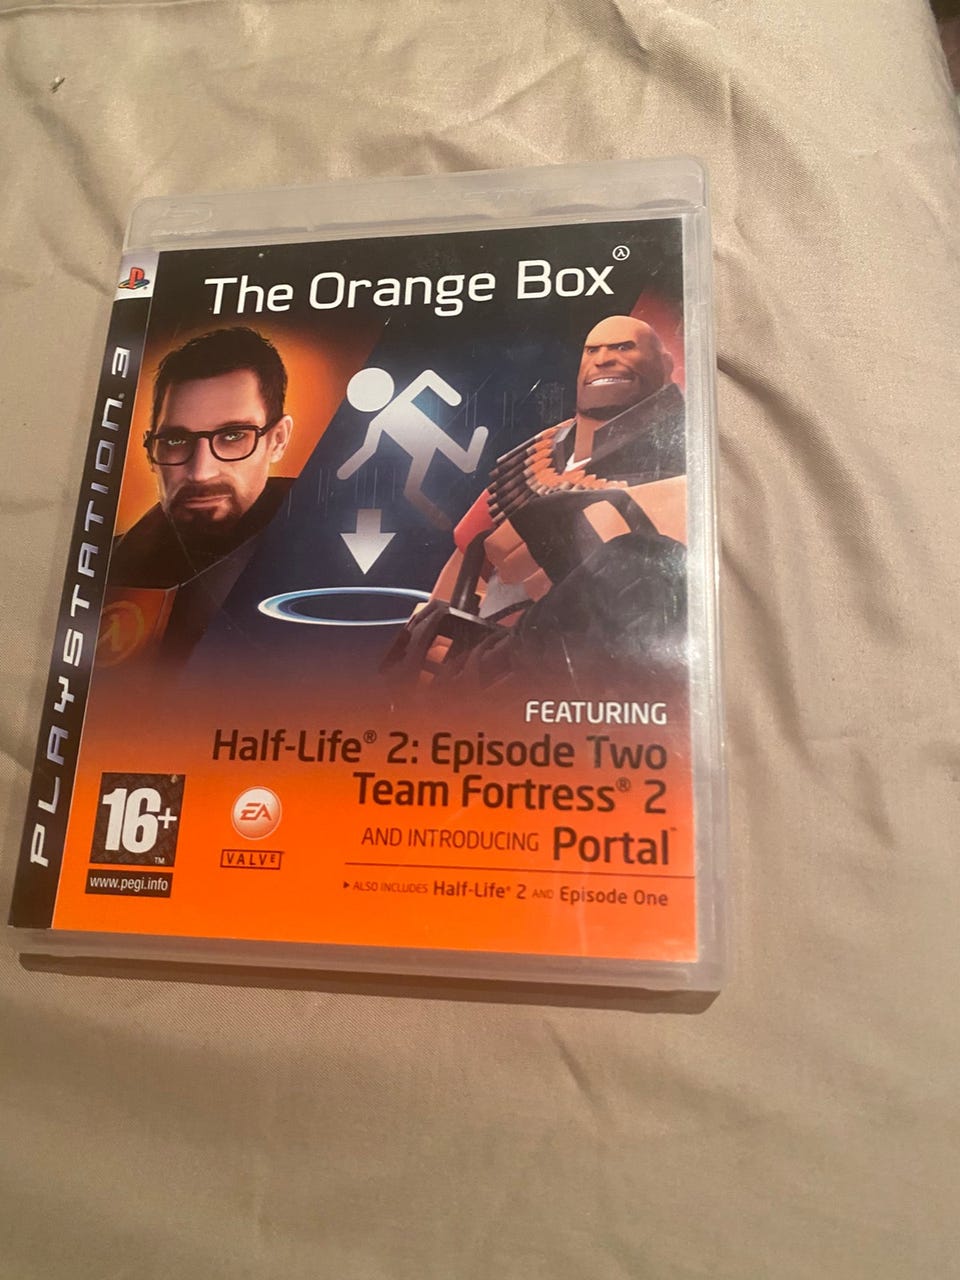 The Orange Box
PLAYSTATION 3
FEATURING
Half-Life® 2: Episode Two
Team Fortress® 2
AND INTRODUCING Portal™
ALSO INCLUDES Half-Life® 2 AND Episode One
16+
TM
www.pegi.info
EA
VALVE